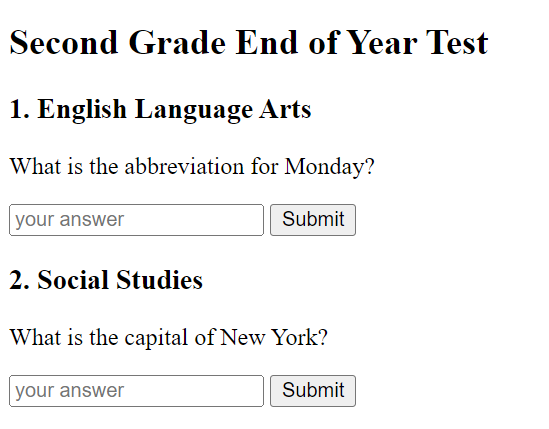 Second Grade End of Year Test
1. English Language Arts
What is the abbreviation for Monday?
your answer Submit
2. Social Studies
What is the capital of New York?
your answer Submit